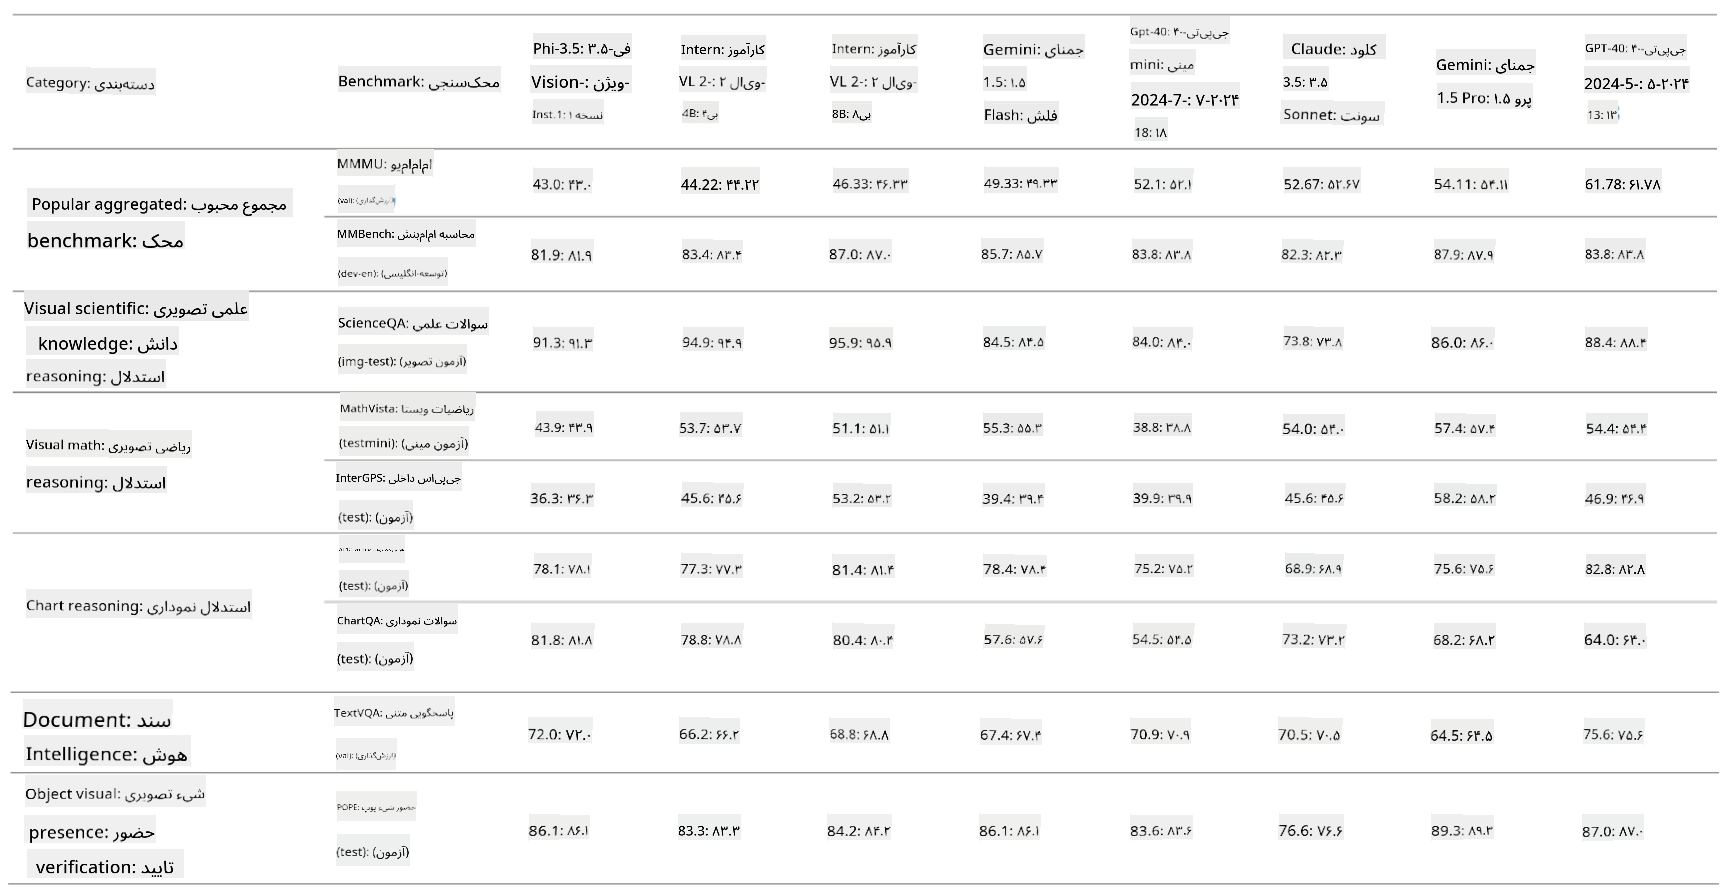 Category: دسته‌بندی
Benchmark: محک‌سنجی
Phi-3.5: فی-۳.۵
Vision-: ویژن-
Inst.1: نسخه ۱
Intern: کارآموز
VL 2-: وی‌ال ۲-
4B: ۴بی
Intern: کارآموز
VL 2-: وی‌ال ۲-
8B: ۸بی
Gemini: جمنای
1.5: ۱.۵
Flash: فلش
Gpt-40: جی‌پی‌تی-۴۰
mini: مینی
2024-7-: ۷-۲۰۲۴
18: ۱۸
Claude: کلود
3.5: ۳.۵
Sonnet: سونت
Gemini: جمنای
1.5 Pro: پرو ۱.۵
GPT-40: جی‌پی‌تی-۴۰
2024-5-: ۵-۲۰۲۴
13: ۱۳
Popular aggregated: مجموع محبوب
benchmark: محک
MMMU: ام‌ام‌ام‌یو
(val): (ارزش‌گذاری)
43.0: ۴۳.۰
44.22: ۴۴.۲۲
46.33: ۴۶.۳۳
49.33: ۴۹.۳۳
52.1: ۵۲.۱
52.67: ۵۲.۶۷
54.11: ۵۴.۱۱
61.78: ۶۱.۷۸
MMBench: محاسبه ام‌ام‌بنش
(dev-en): (توسعه-انگلیسی)
81.9: ۸۱.۹
83.4: ۸۳.۴
87.0: ۸۷.۰
85.7: ۸۵.۷
83.8: ۸۳.۸
82.3: ۸۲.۳
87.9: ۸۷.۹
83.8: ۸۳.۸
Visual scientific: علمی تصویری
knowledge: دانش
reasoning: استدلال
ScienceQA: سوالات علمی
(img-test): (آزمون تصویر)
91.3: ۹۱.۳
94.9: ۹۴.۹
95.9: ۹۵.۹
84.5: ۸۴.۵
84.0: ۸۴.۰
73.8: ۷۳.۸
86.0: ۸۶.۰
88.4: ۸۸.۴
Visual math: ریاضی تصویری
reasoning: استدلال
MathVista: ریاضیات ویستا
(testmini): (آزمون مینی)
43.9: ۴۳.۹
53.7: ۵۳.۷
51.1: ۵۱.۱
55.3: ۵۵.۳
38.8: ۳۸.۸
54.0: ۵۴.۰
57.4: ۵۷.۴
54.4: ۵۴.۴
InterGPS: جی‌پی‌اس داخلی
(test): (آزمون)
36.3: ۳۶.۳
45.6: ۴۵.۶
53.2: ۵۳.۲
39.4: ۳۹.۴
39.9: ۳۹.۹
45.6: ۴۵.۶
58.2: ۵۸.۲
46.9: ۴۶.۹
Chart reasoning: استدلال نموداری
(test): (آزمون)
78.1: ۷۸.۱
77.3: ۷۷.۳
81.4: ۸۱.۴
78.4: ۷۸.۴
75.2: ۷۵.۲
68.9: ۶۸.۹
75.6: ۷۵.۶
82.8: ۸۲.۸
ChartQA: سوالات نموداری
(test): (آزمون)
81.8: ۸۱.۸
78.8: ۷۸.۸
80.4: ۸۰.۴
57.6: ۵۷.۶
54.5: ۵۴.۵
73.2: ۷۳.۲
68.2: ۶۸.۲
64.0: ۶۴.۰
Document: سند
Intelligence: هوش
TextVQA: پاسخگویی متنی
(val): (ارزش‌گذاری)
72.0: ۷۲.۰
66.2: ۶۶.۲
68.8: ۶۸.۸
67.4: ۶۷.۴
70.9: ۷۰.۹
70.5: ۷۰.۵
64.5: ۶۴.۵
75.6: ۷۵.۶
Object visual: شیء تصویری
presence: حضور
verification: تایید
POPE: حضور شیء پوپ
(test): (آزمون)
86.1: ۸۶.۱
83.3: ۸۳.۳
84.2: ۸۴.۲
86.1: ۸۶.۱
83.6: ۸۳.۶
76.6: ۷۶.۶
89.3: ۸۹.۳
87.0: ۸۷.۰